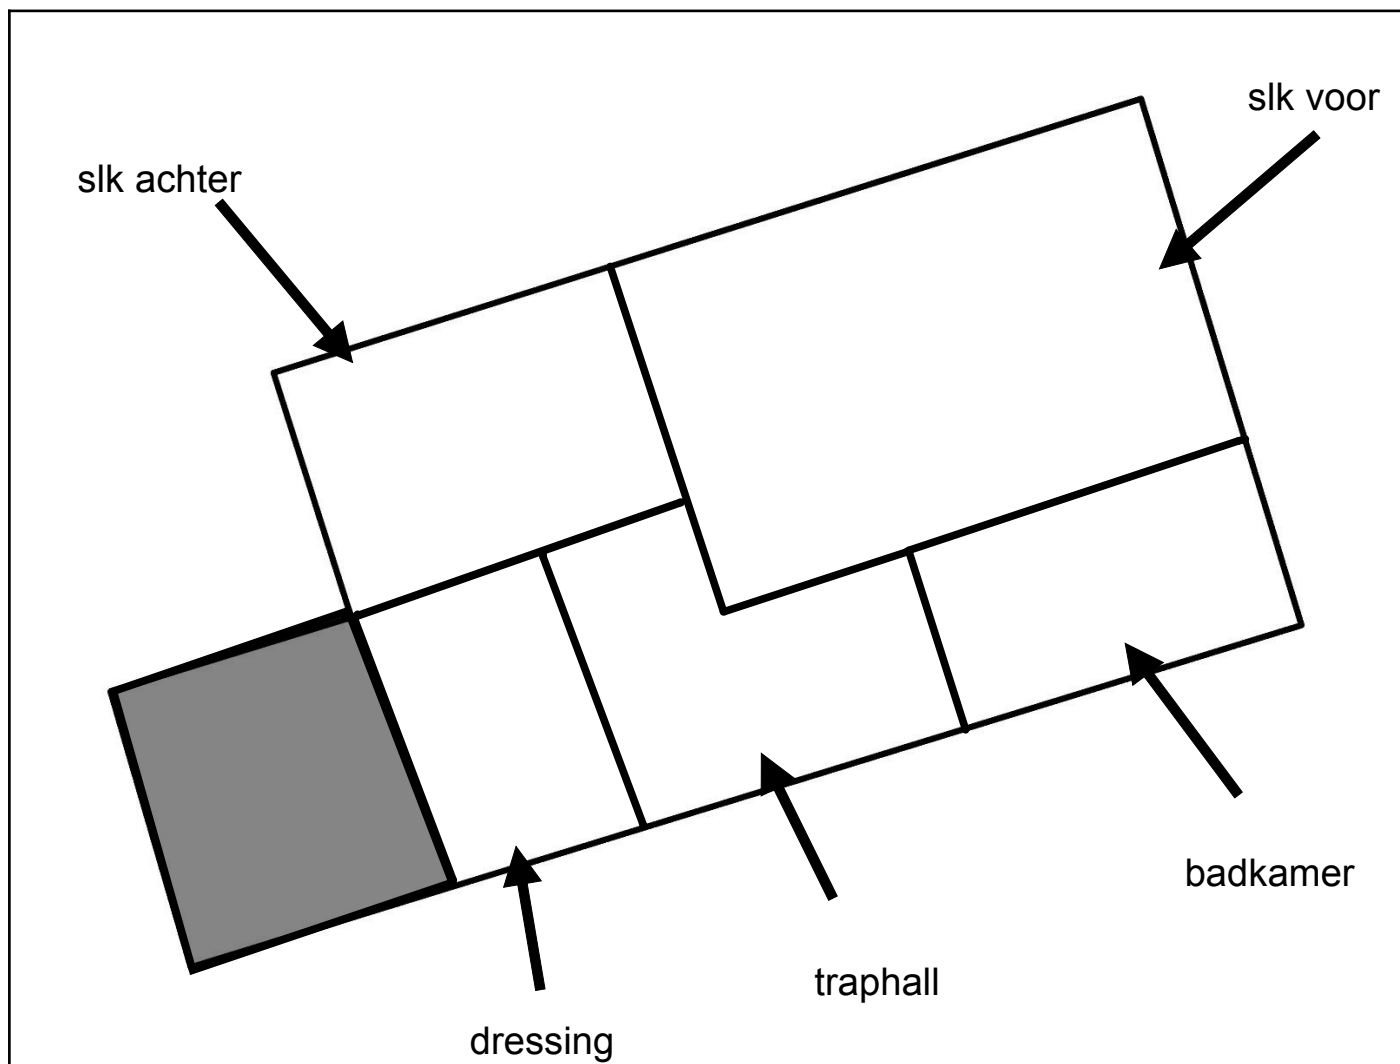 slk voor
slk achter
badkamer
traphall
dressing